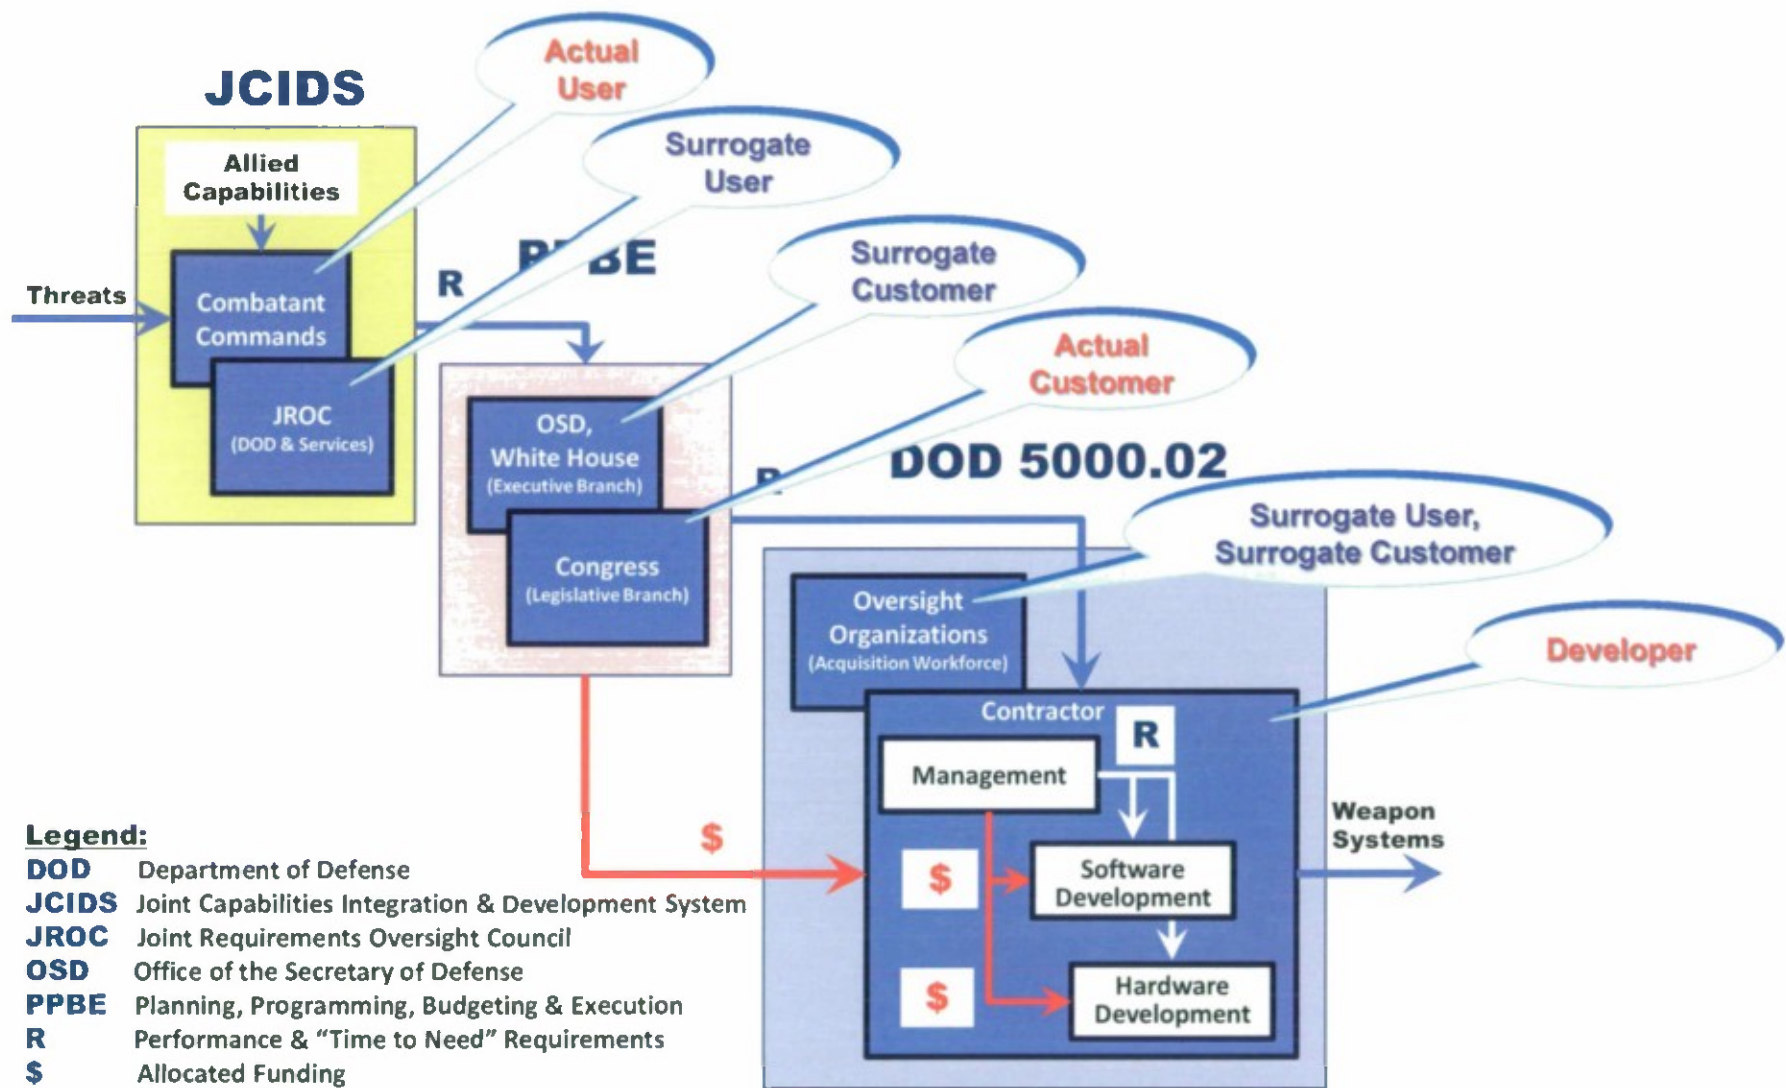 JCIDS
Actual
User
Surrogate
User
Allied
Capabilities
PPBE
R
Surrogate
Customer
Threats
Combatant
Commands
Actual
Customer
JROC
(DOD & Services)
OSD,
White House
(Executive Branch)
R
DOD 5000.02
Surrogate User,
Surrogate Customer
Congress
(Legislative Branch)
Oversight
Organizations
(Acquisition Workforce)
Developer
Contractor
R
Management
Weapon
Systems
$
$
Software
Development
$
Hardware
Development
Legend:
DOD Department of Defense
JCIDS Joint Capabilities Integration & Development System
JROC Joint Requirements Oversight Council
OSD Office of the Secretary of Defense
PPBE Planning, Programming, Budgeting & Execution
R Performance & “Time to Need” Requirements
$ Allocated Funding